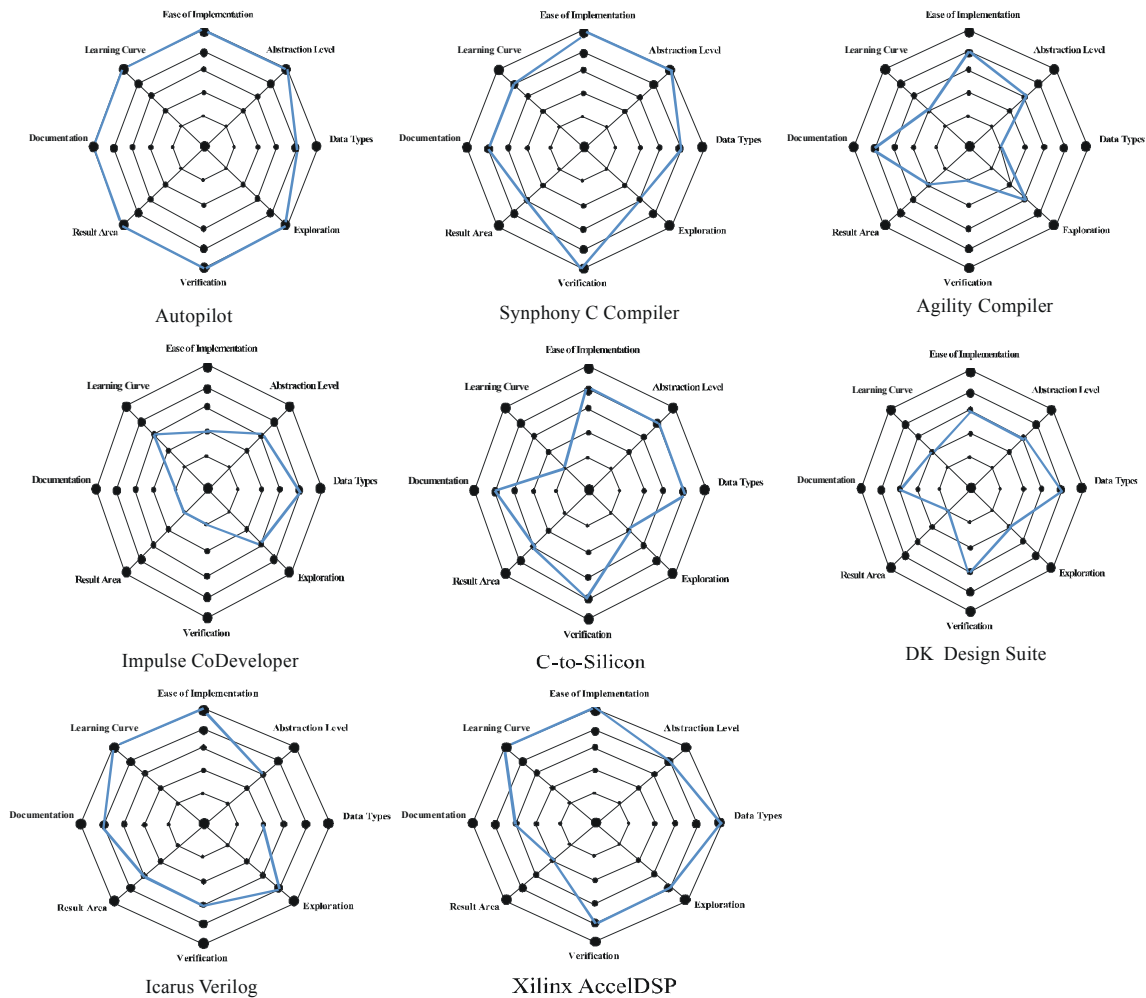 Ease of Implementation
Learning Curve
Abstraction Level
Documentation
Data Types
Result Area
Exploration
Verification
Autopilot
Ease of Implementation
Learning Curve
Abstraction Level
Documentation
Data Types
Result Area
Exploration
Verification
Synphony C Compiler
Ease of Implementation
Learning Curve
Abstraction Level
Documentation
Data Types
Result Area
Exploration
Verification
Agility Compiler
Ease of Implementation
Learning Curve
Abstraction Level
Documentation
Data Types
Result Area
Exploration
Verification
Impulse CoDeveloper
Ease of Implementation
Learning Curve
Abstraction Level
Documentation
Data Types
Result Area
Exploration
Verification
C-to-Silicon
Ease of Implementation
Learning Curve
Abstraction Level
Documentation
Data Types
Result Area
Exploration
Verification
DK Design Suite
Ease of Implementation
Learning Curve
Abstraction Level
Documentation
Data Types
Result Area
Exploration
Verification
Icarus Verilog
Ease of Implementation
Learning Curve
Abstraction Level
Documentation
Data Types
Result Area
Exploration
Verification
Xilinx AccelDSP